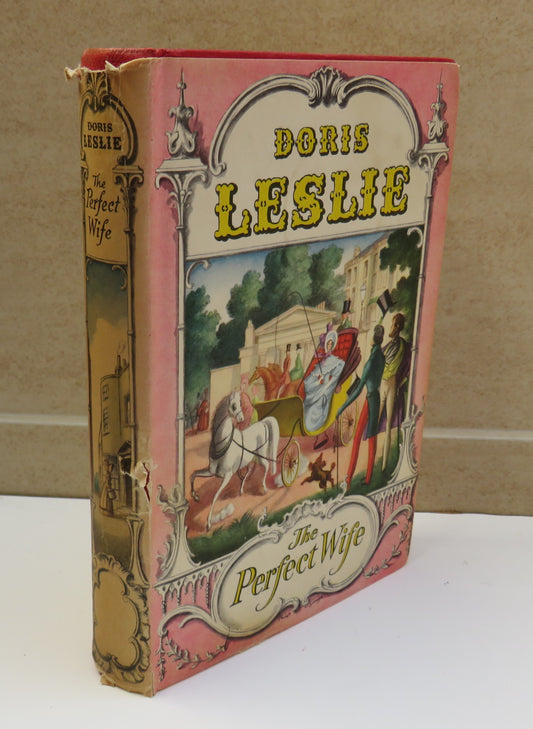 DORIS
LESLIE
The
Perfect
Wife
DORIS
LESLIE
The
Perfect Wife